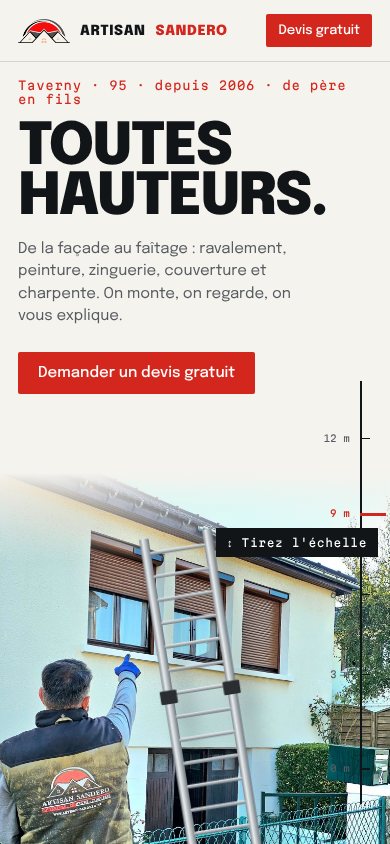 ARTISAN SANDERO
Devis gratuit
Taverny · 95 · depuis 2006 · de père
en fils
TOUTES
HAUTEURS.
De la façade au faîtage : ravalement,
peinture, zinguerie, couverture et
charpente. On monte, on regarde, on
vous explique.
Demander un devis gratuit
12 m
9 m
↕ Tirez l'échelle
3
ARTISAN SANDERO